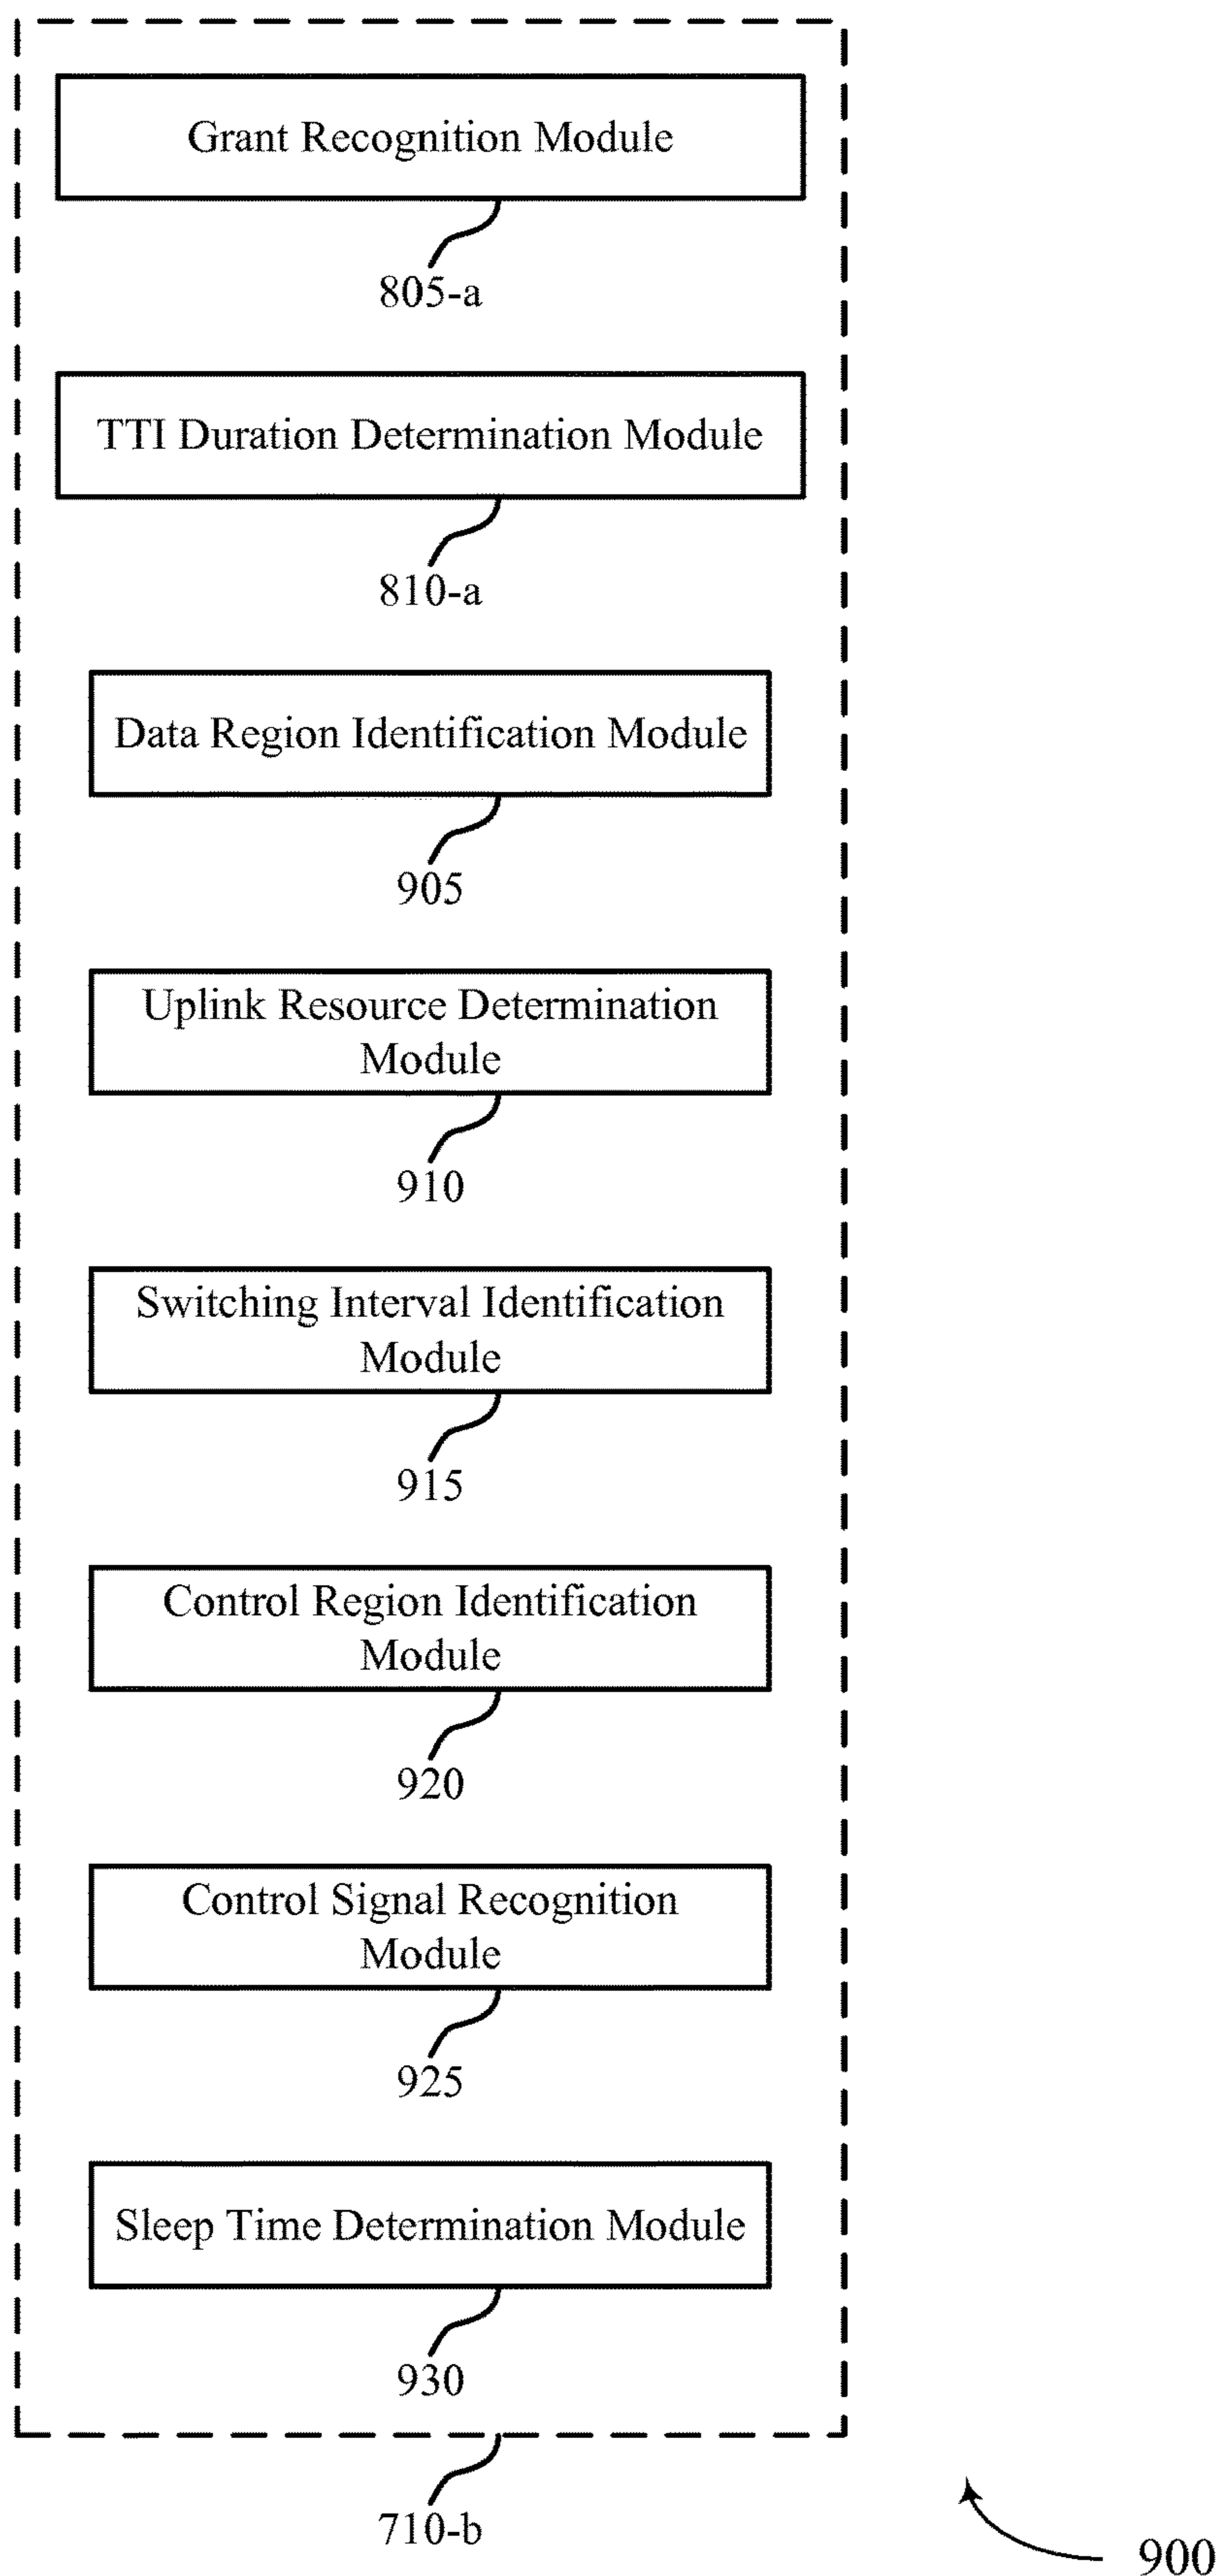 Grant Recognition Module
805-a
TTI Duration Determination Module
810-a
Data Region Identification Module
905
Uplink Resource Determination
Module
910
Switching Interval Identification
Module
915
Control Region Identification
Module
920
Control Signal Recognition
Module
925
Sleep Time Determination Module
930
710-b
900